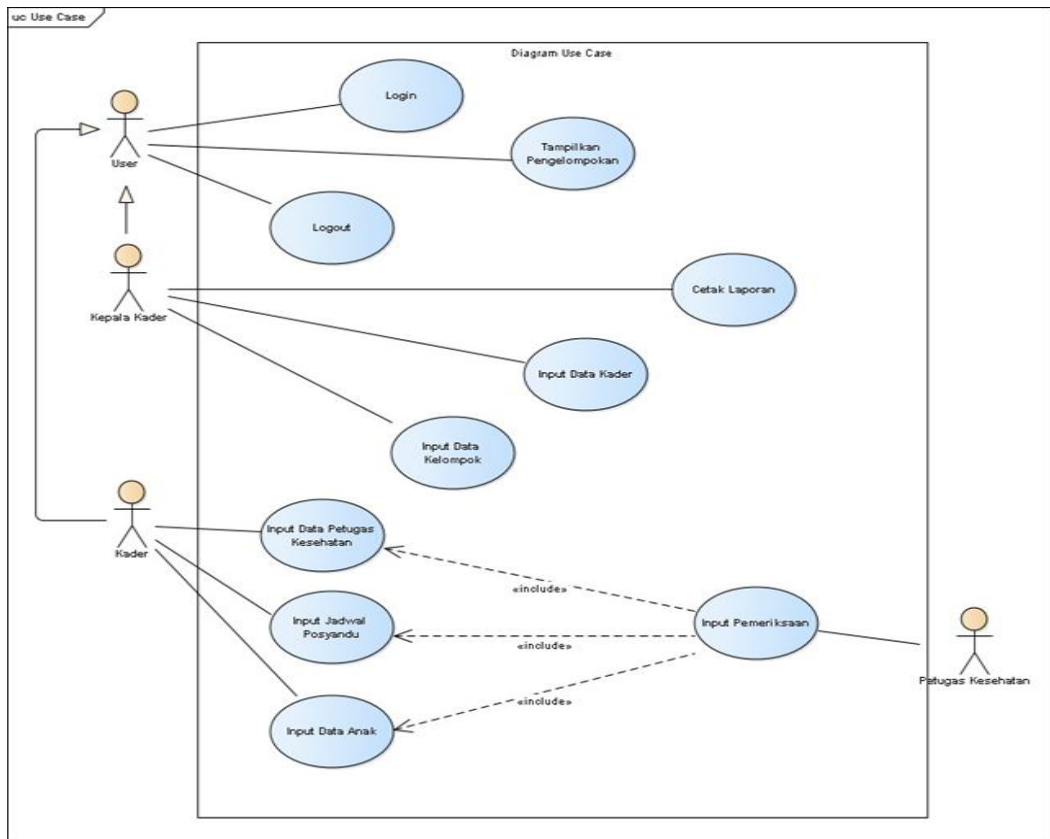 uc Use Case
Diagram Use Case
Login
User
Tampilkan
Pengelompokan
Logout
Kepala Kader
Cetak Laporan
Input Data Kader
Input Data
Kelompok
Kader
Input Data Petugas
Kesehatan
«include»
Input Jadwal
Posyandu
«include»
Input Pemeriksaan
Petugas Kesehatan
«include»
Input Data Anak